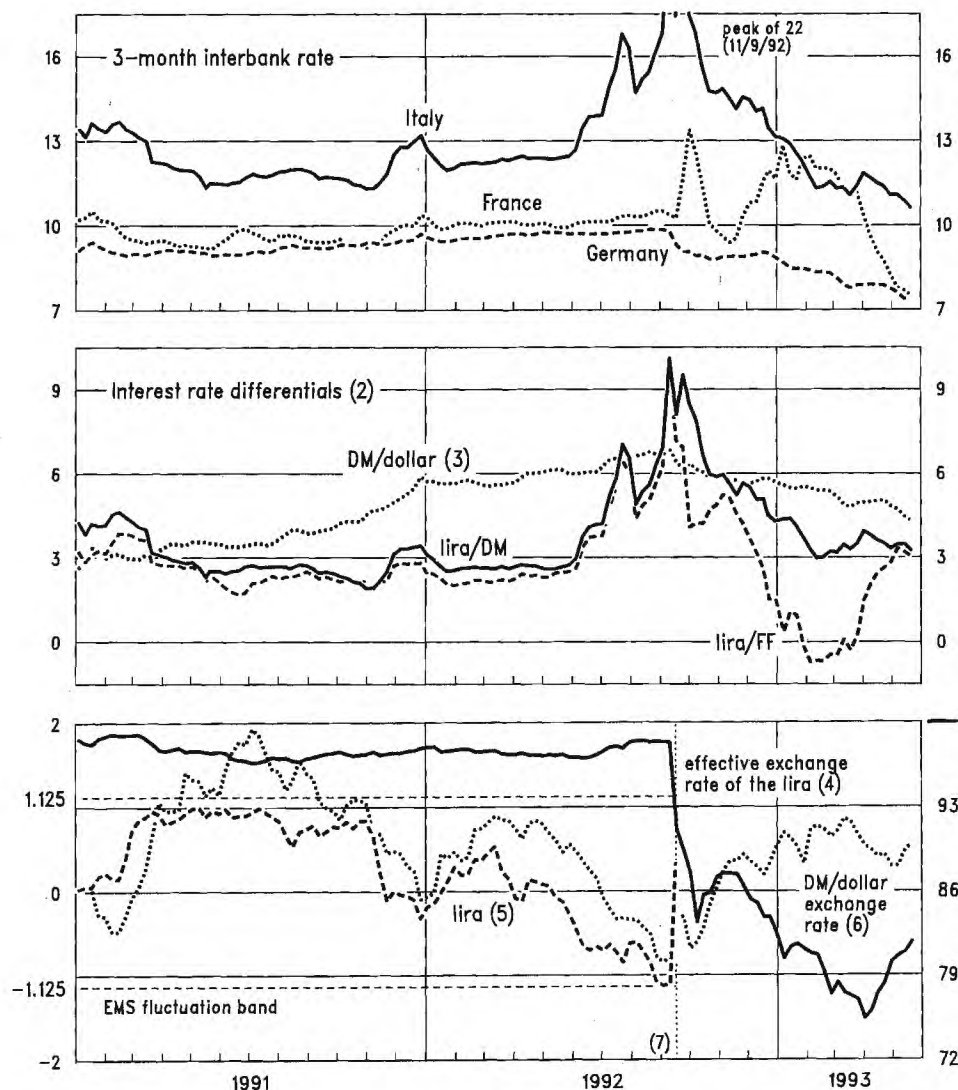 3-month interbank rate
peak of 22
(11/9/92)
Italy
France
Germany
16
13
10
7
16
13
10
7
Interest rate differentials (2)
DM/dollar (3)
lira/DM
lira/FF
9
6
3
0
9
6
3
0
effective exchange
rate of the lira (4)
lira (5)
DM/dollar
exchange
rate (6)
EMS fluctuation band
(7)
2
1.125
0
-1.125
-2
93
86
79
72
1991
1992
1993